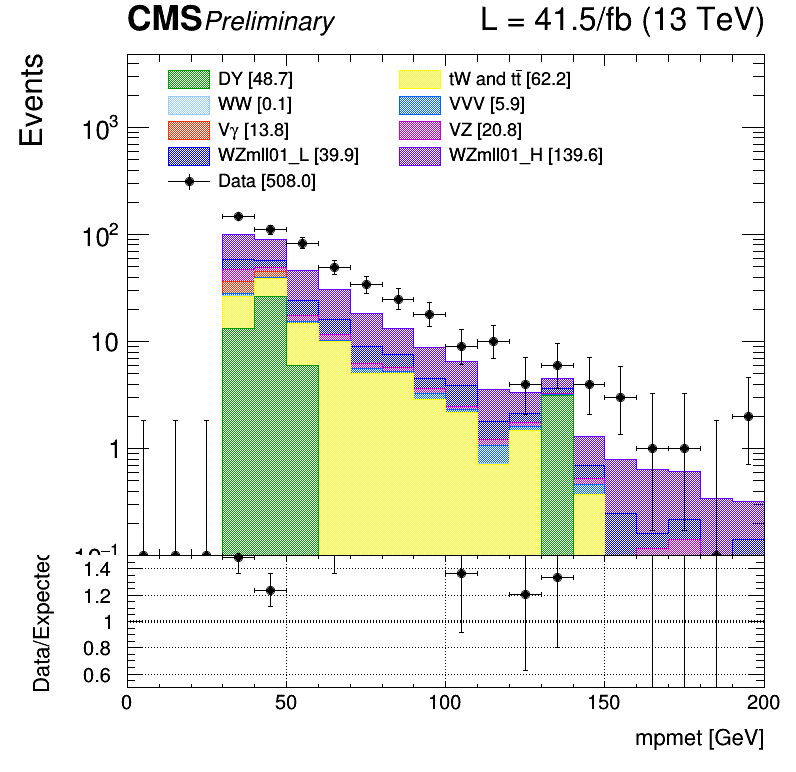 CMS Preliminary L = 41.5/fb (13 TeV)
Events
DY [48.7] tW and tt̄ [62.2]
WW [0.1] VVV [5.9]
Vγ [13.8] VZ [20.8]
WZmll01_L [39.9] WZmll01_H [139.6]
Data [508.0]
10³
10²
10
1
10⁻¹
Data/Expected
1.4
1.2
1
0.8
0.6
0 50 100 150 200
mpmet [GeV]